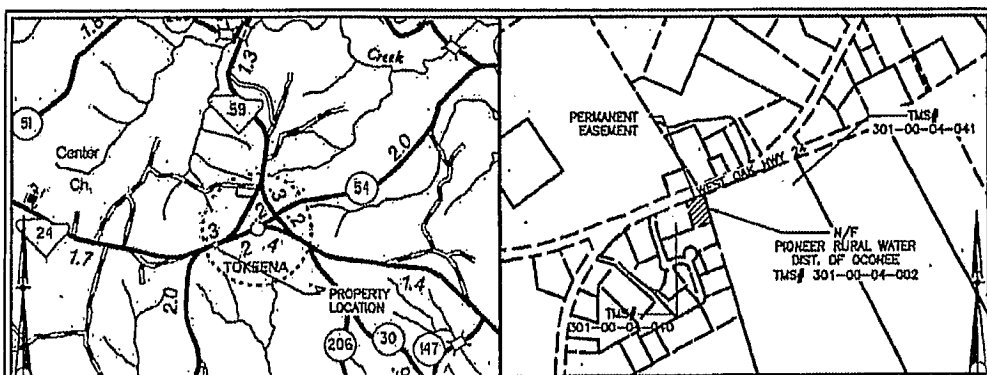 1.8
1.3
Creek
59
51
Center
Ch.
2.0
54
.3
.2
2
3
.2
.4
24
1.7
TOKEENA
PROPERTY
LOCATION
2.0
1.4
206
30
147
PERMANENT
EASEMENT
TMS#
301-00-04-041
WEST OAK HWY 24
N/F
PIONEER RURAL WATER
DIST. OF OCONEE
TMS# 301-00-04-002
TMS#